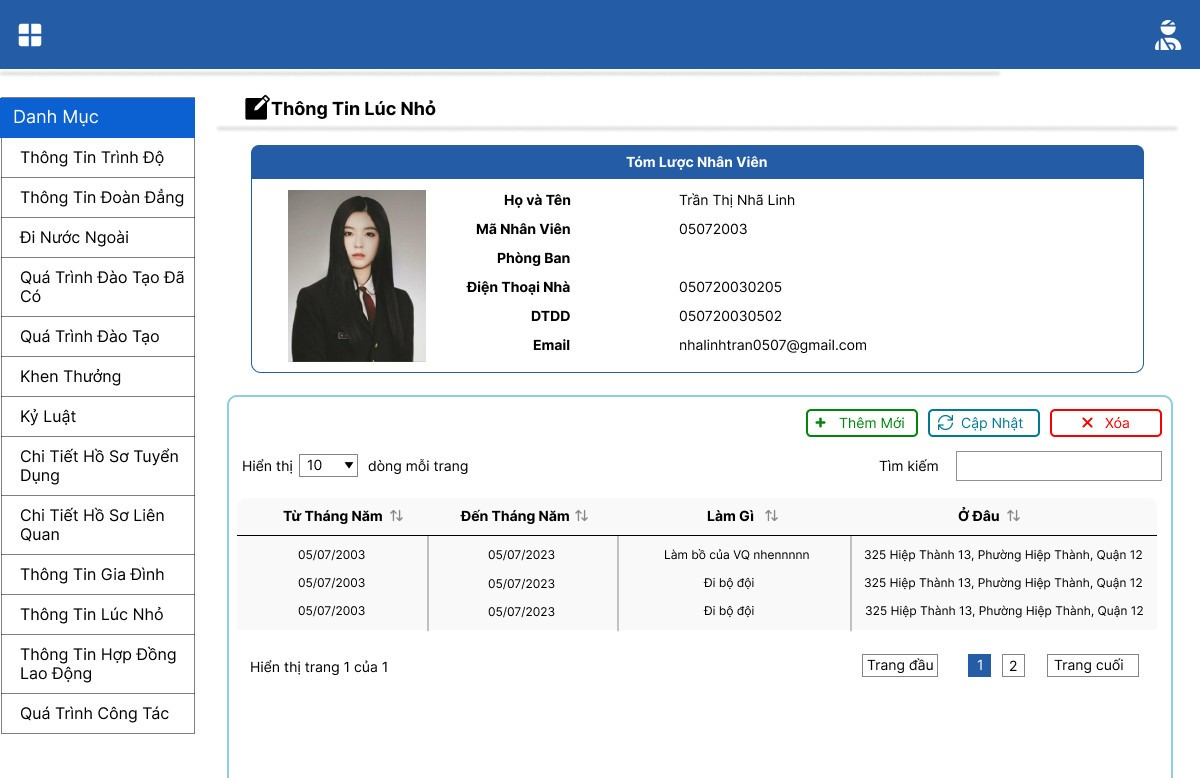 Danh Mục
Thông Tin Trình Độ
Thông Tin Đoàn Đẳng
Đi Nước Ngoài
Quá Trình Đào Tạo Đã
Có
Quá Trình Đào Tạo
Khen Thưởng
Kỷ Luật
Chi Tiết Hồ Sơ Tuyển
Dụng
Chi Tiết Hồ Sơ Liên
Quan
Thông Tin Gia Đình
Thông Tin Lúc Nhỏ
Thông Tin Hợp Đồng
Lao Động
Quá Trình Công Tác
Thông Tin Lúc Nhỏ
Tóm Lược Nhân Viên
Họ và Tên Trần Thị Nhã Linh
Mã Nhân Viên 05072003
Phòng Ban
Điện Thoại Nhà 050720030205
DTDD 050720030502
Email nhalinhtran0507@gmail.com
Thêm Mới Cập Nhật Xóa
Hiển thị 10 dòng mỗi trang Tìm kiếm
Từ Tháng Năm Đến Tháng Năm Làm Gì Ở Đâu
05/07/2003 05/07/2023 Làm bồ của VQ nhennnnn 325 Hiệp Thành 13, Phường Hiệp Thành, Quận 12
05/07/2003 05/07/2023 Đi bộ đội 325 Hiệp Thành 13, Phường Hiệp Thành, Quận 12
05/07/2003 05/07/2023 Đi bộ đội 325 Hiệp Thành 13, Phường Hiệp Thành, Quận 12
Hiển thị trang 1 của 1 Trang đầu 1 2 Trang cuối